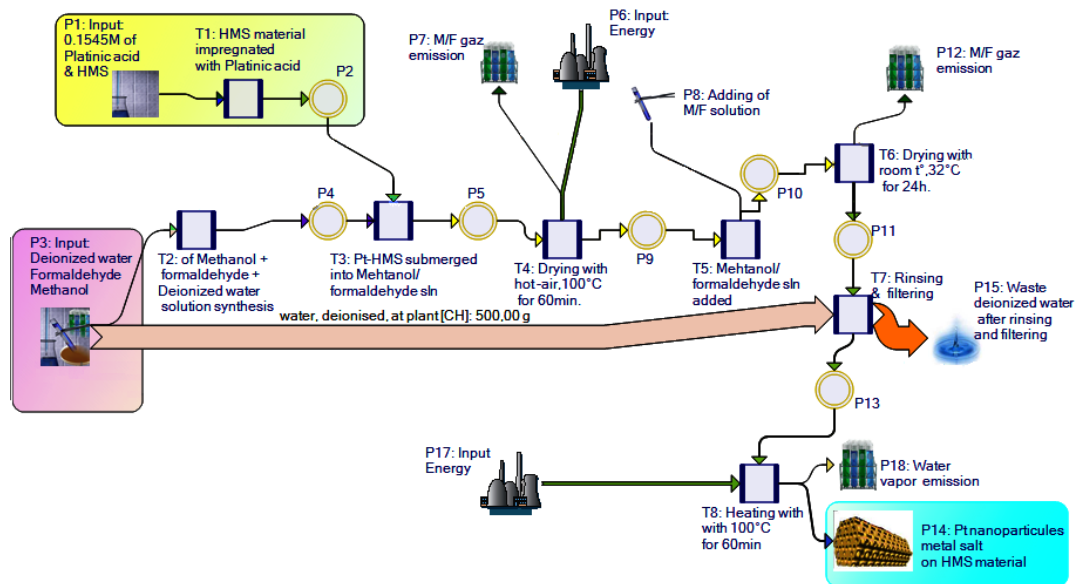 P1: Input:
0.1545M of
Platinic acid
& HMS
T1: HMS material
impregnated
with Platinic acid
P2
P7: M/F gaz
emission
P6: Input:
Energy
P8: Adding of
M/F solution
P12: M/F gaz
emission
T6: Drying with
room t°,32°C
for 24h.
P10
P4
P5
P9
P11
P3: Input:
Deionized water
Formaldehyde
Methanol
T2: of Methanol +
formaldehyde +
Deionized water
solution synthesis
T3: Pt-HMS submerged
into Mehtanol/
formaldehyde sln
T4: Drying with
hot-air,100°C
for 60min.
T5: Mehtanol/
formaldehyde sln
added
T7: Rinsing
& filtering
P15: Waste
deionized water
after rinsing
and filtering
water, deionised, at plant [CH]: 500,00 g
P13
P17: Input
Energy
P18: Water
vapor emission
T8: Heating with
with 100°C
for 60min
P14: Pt nanoparticules
metal salt
on HMS material